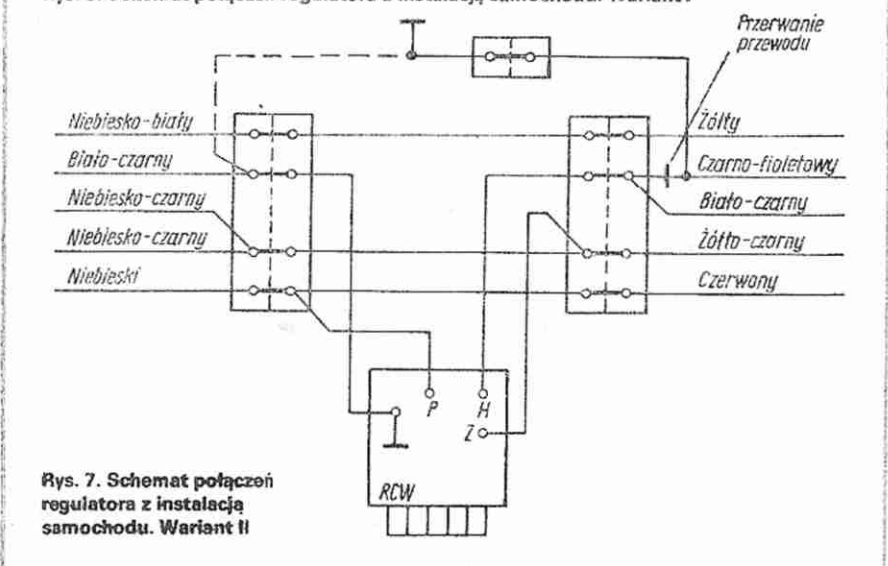 Przerwanie
przewodu
Niebiesko-biały
Żółty
Biało-czarny
Czarno-fioletowy
Niebiesko-czarny
Biało-czarny
Niebiesko-czarny
Żółto-czarny
Niebieski
Czerwony
P
H
Z
RCW
Rys. 7. Schemat połączeń
regulatora z instalacją
samochodu. Wariant II